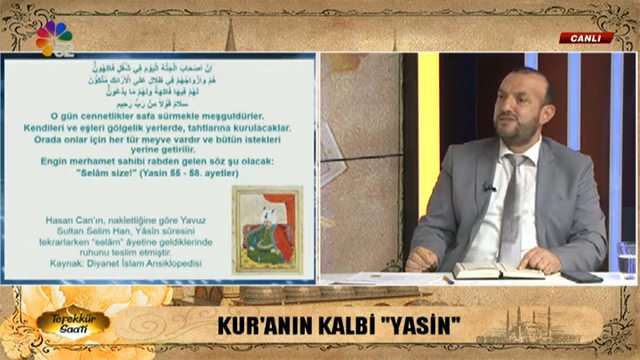 52
CANLI
إِنَّ أَصْحَابَ الْجَنَّةِ الْيَوْمَ فِي شُغُلٍ فَاكِهُونَ
هُمْ وَأَزْوَاجُهُمْ فِي ظِلَالٍ عَلَى الْأَرَائِكِ مُتَّكِؤُنَ
لَهُمْ فِيهَا فَاكِهَةٌ وَلَهُمْ مَا يَدَّعُونَ
سَلَامٌ قَوْلًا مِنْ رَبٍّ رَحِيمٍ
O gün cennetlikler safa sürmekle meşguldürler.
Kendileri ve eşleri gölgelik yerlerde, tahtlarına kurulacaklar.
Orada onlar için her tür meyve vardır ve bütün istekleri
yerine getirilir.
Engin merhamet sahibi rabden gelen söz şu olacak:
"Selâm size!" (Yasin 55 - 58. ayetler)
Hasan Can'ın, naklettiğine göre Yavuz
Sultan Selim Han, Yâsîn sûresini
tekrarlarken "selâm" âyetine geldiklerinde
ruhunu teslim etmiştir.
Kaynak: Diyanet İslam Ansiklopedisi
Tefekkür
Saati
KUR'ANIN KALBİ "YASİN"